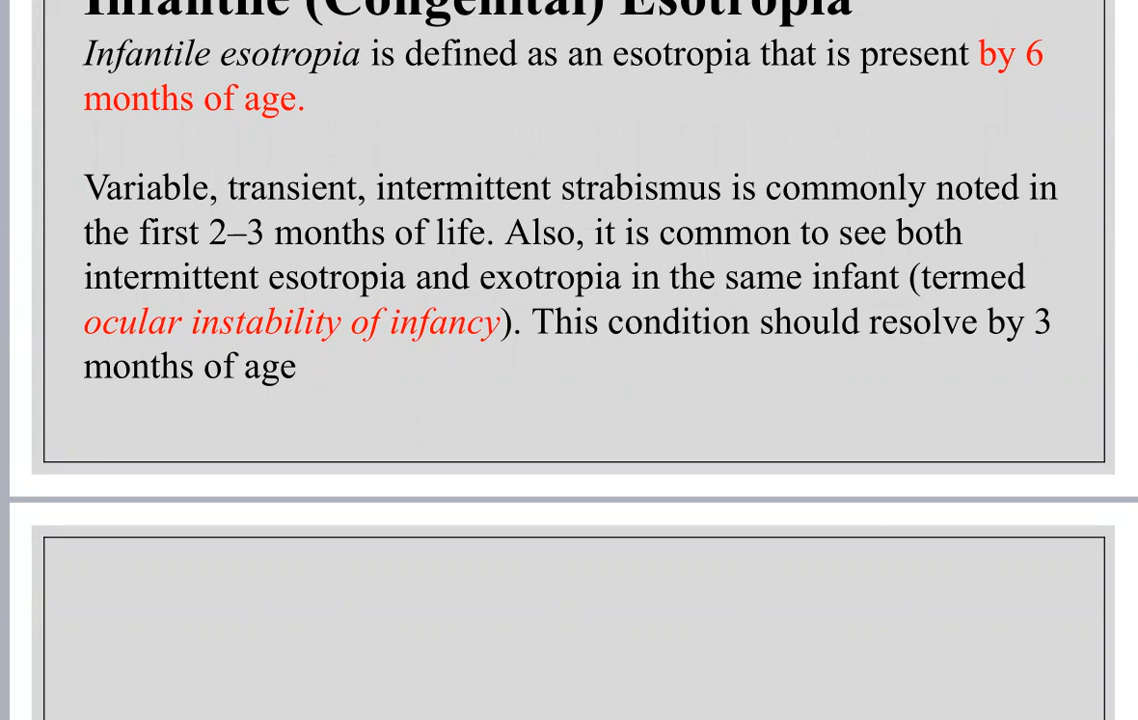 Infantile (Congenital) Esotropia
Infantile esotropia is defined as an esotropia that is present by 6
months of age.
Variable, transient, intermittent strabismus is commonly noted in
the first 2–3 months of life. Also, it is common to see both
intermittent esotropia and exotropia in the same infant (termed
ocular instability of infancy). This condition should resolve by 3
months of age